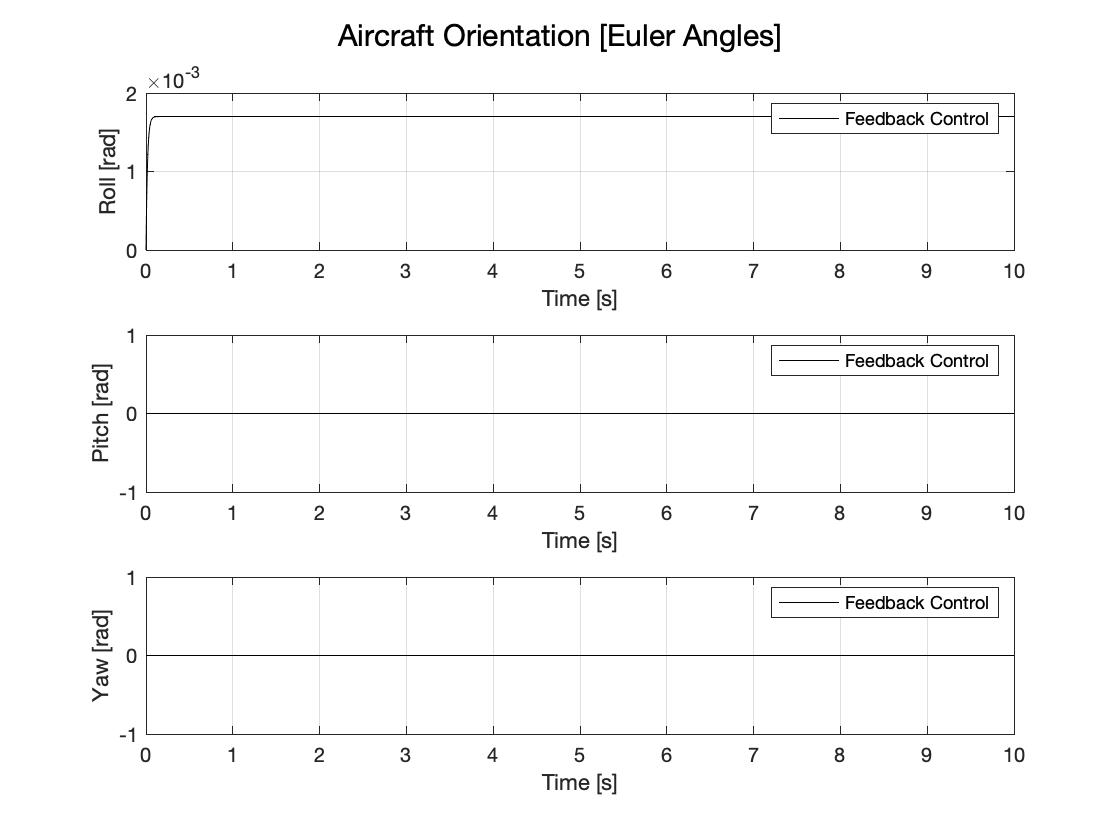 Aircraft Orientation [Euler Angles]
×10⁻³
2
Feedback Control
Roll [rad]
1
0
0 1 2 3 4 5 6 7 8 9 10
Time [s]
1
Feedback Control
Pitch [rad]
0
-1
0 1 2 3 4 5 6 7 8 9 10
Time [s]
1
Feedback Control
Yaw [rad]
0
-1
0 1 2 3 4 5 6 7 8 9 10
Time [s]